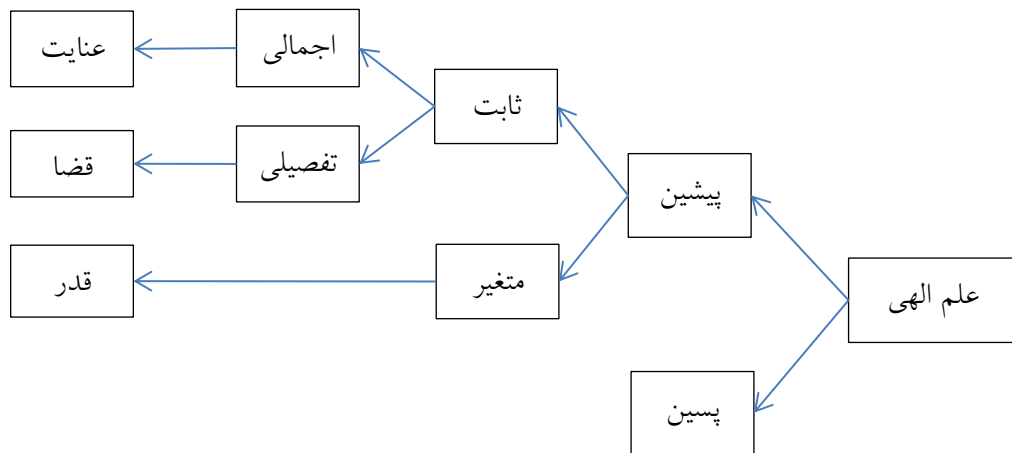 علم الهی
پیشین
پسین
ثابت
متغیر
اجمالی
تفصیلی
عنایت
قضا
قدر